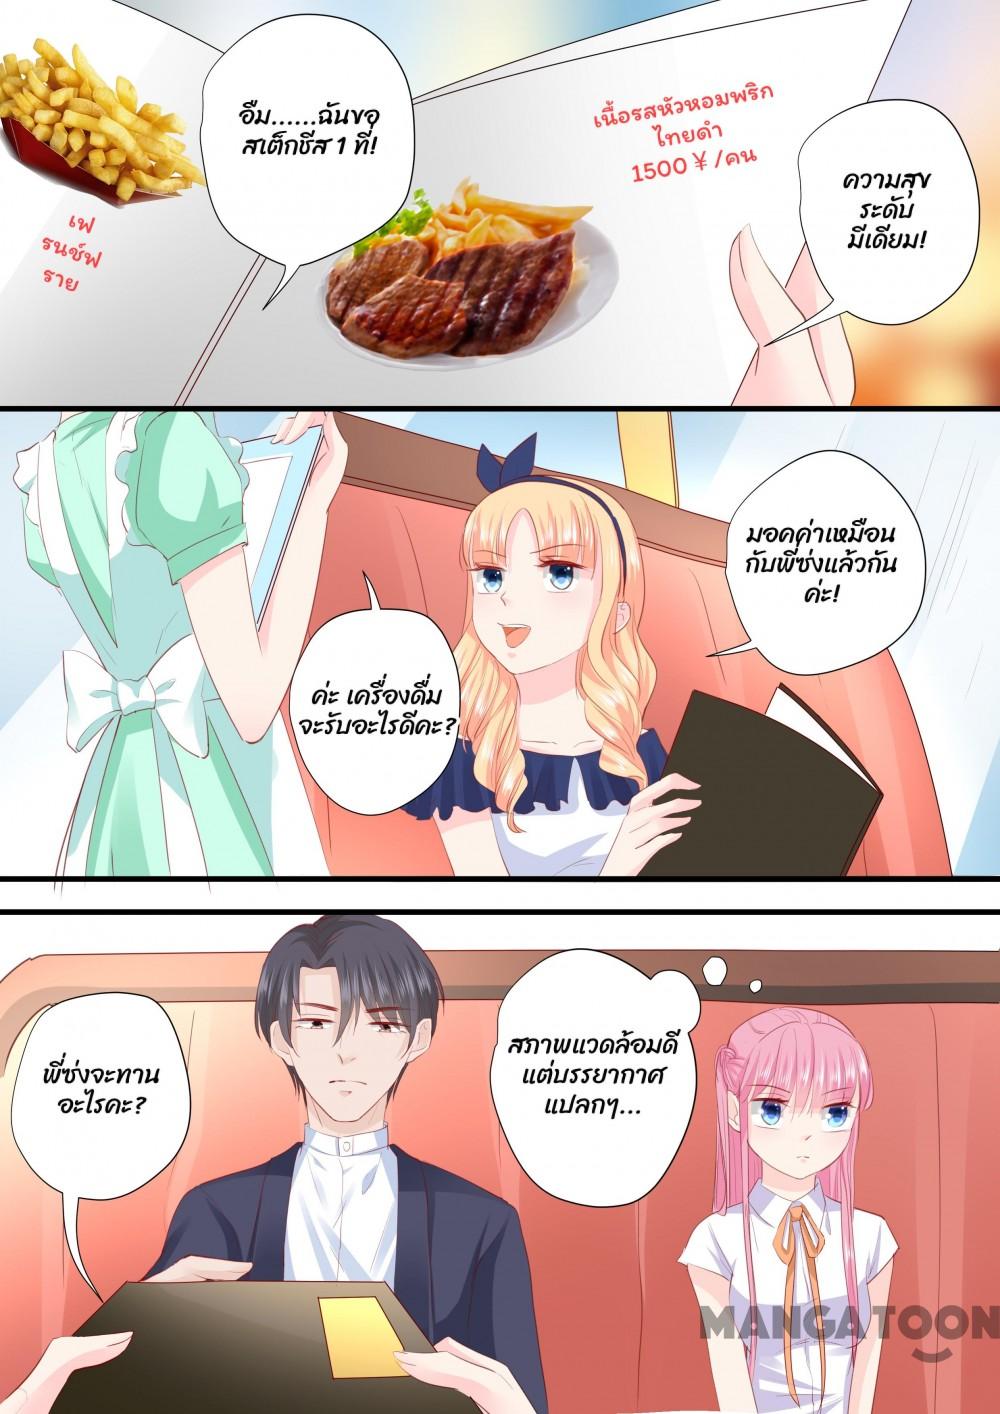 อืม......ฉันขอ
สเต็กชีส 1 ที่!
เนื้อรสหัวหอมพริก
ไทยดำ
1500 ¥ /คน
ความสุข
ระดับ
มีเดียม!
เฟ
รนช์ฟ
ราย
มอคค่าเหมือน
กับพี่ซ่งแล้วกัน
ค่ะ!
ค่ะ เครื่องดื่ม
จะรับอะไรดีคะ?
สภาพแวดล้อมดี
แต่บรรยากาศ
แปลกๆ...
พี่ซ่งจะทาน
อะไรคะ?
MANGATOON